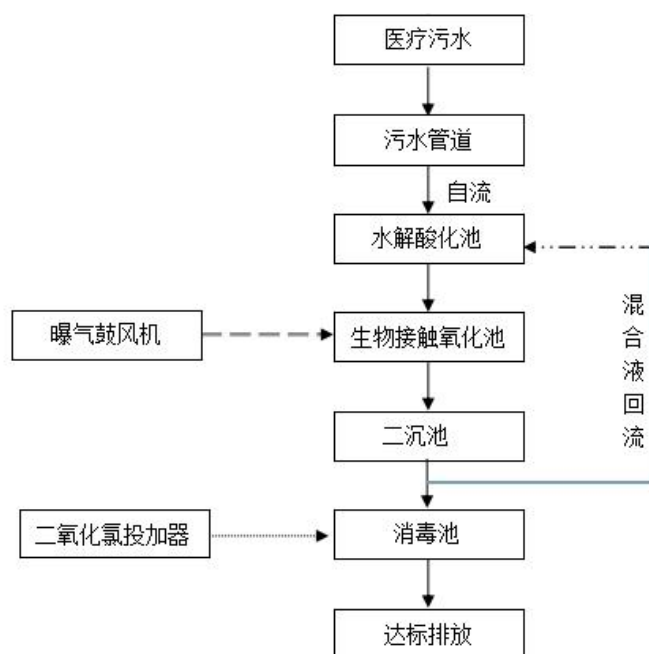 医疗污水
污水管道
自流
水解酸化池
曝气鼓风机
生物接触氧化池
混合液回流
二沉池
二氧化氯投加器
消毒池
达标排放